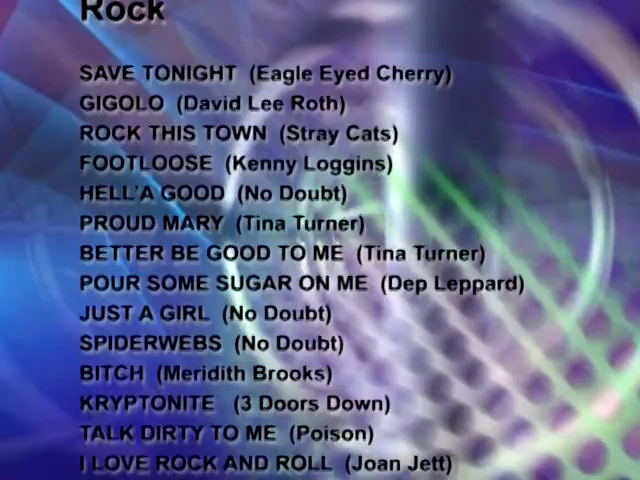 Rock
SAVE TONIGHT (Eagle Eyed Cherry)
GIGOLO (David Lee Roth)
ROCK THIS TOWN (Stray Cats)
FOOTLOOSE (Kenny Loggins)
HELL'A GOOD (No Doubt)
PROUD MARY (Tina Turner)
BETTER BE GOOD TO ME (Tina Turner)
POUR SOME SUGAR ON ME (Dep Leppard)
JUST A GIRL (No Doubt)
SPIDERWEBS (No Doubt)
BITCH (Meridith Brooks)
KRYPTONITE (3 Doors Down)
TALK DIRTY TO ME (Poison)
I LOVE ROCK AND ROLL (Joan Jett)